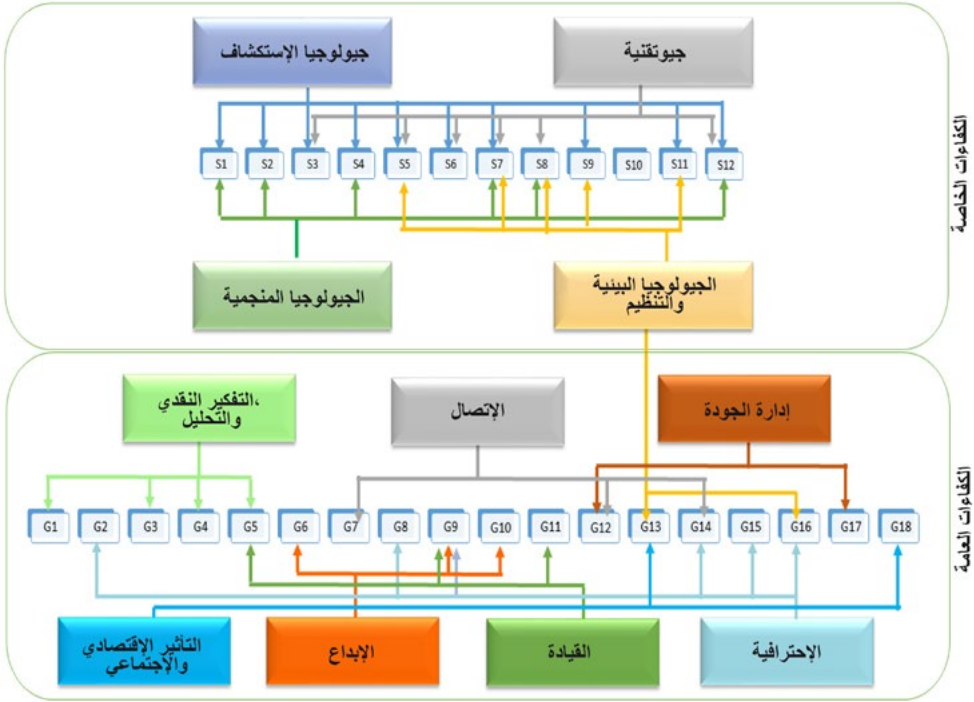 جيولوجيا الإستكشاف
جيوتقنية
S1
S2
S3
S4
S5
S6
S7
S8
S9
S10
S11
S12
الكفاءات الخاصة
الجيولوجيا المنجمية
الجيولوجيا البيئية
والتنظيم
،التفكير النقدي
والتحليل
الإتصال
إدارة الجودة
G1
G2
G3
G4
G5
G6
G7
G8
G9
G10
G11
G12
G13
G14
G15
G16
G17
G18
الكفاءات العامة
التأثير الإقتصادي
والإجتماعي
الإبداع
القيادة
الإحترافية